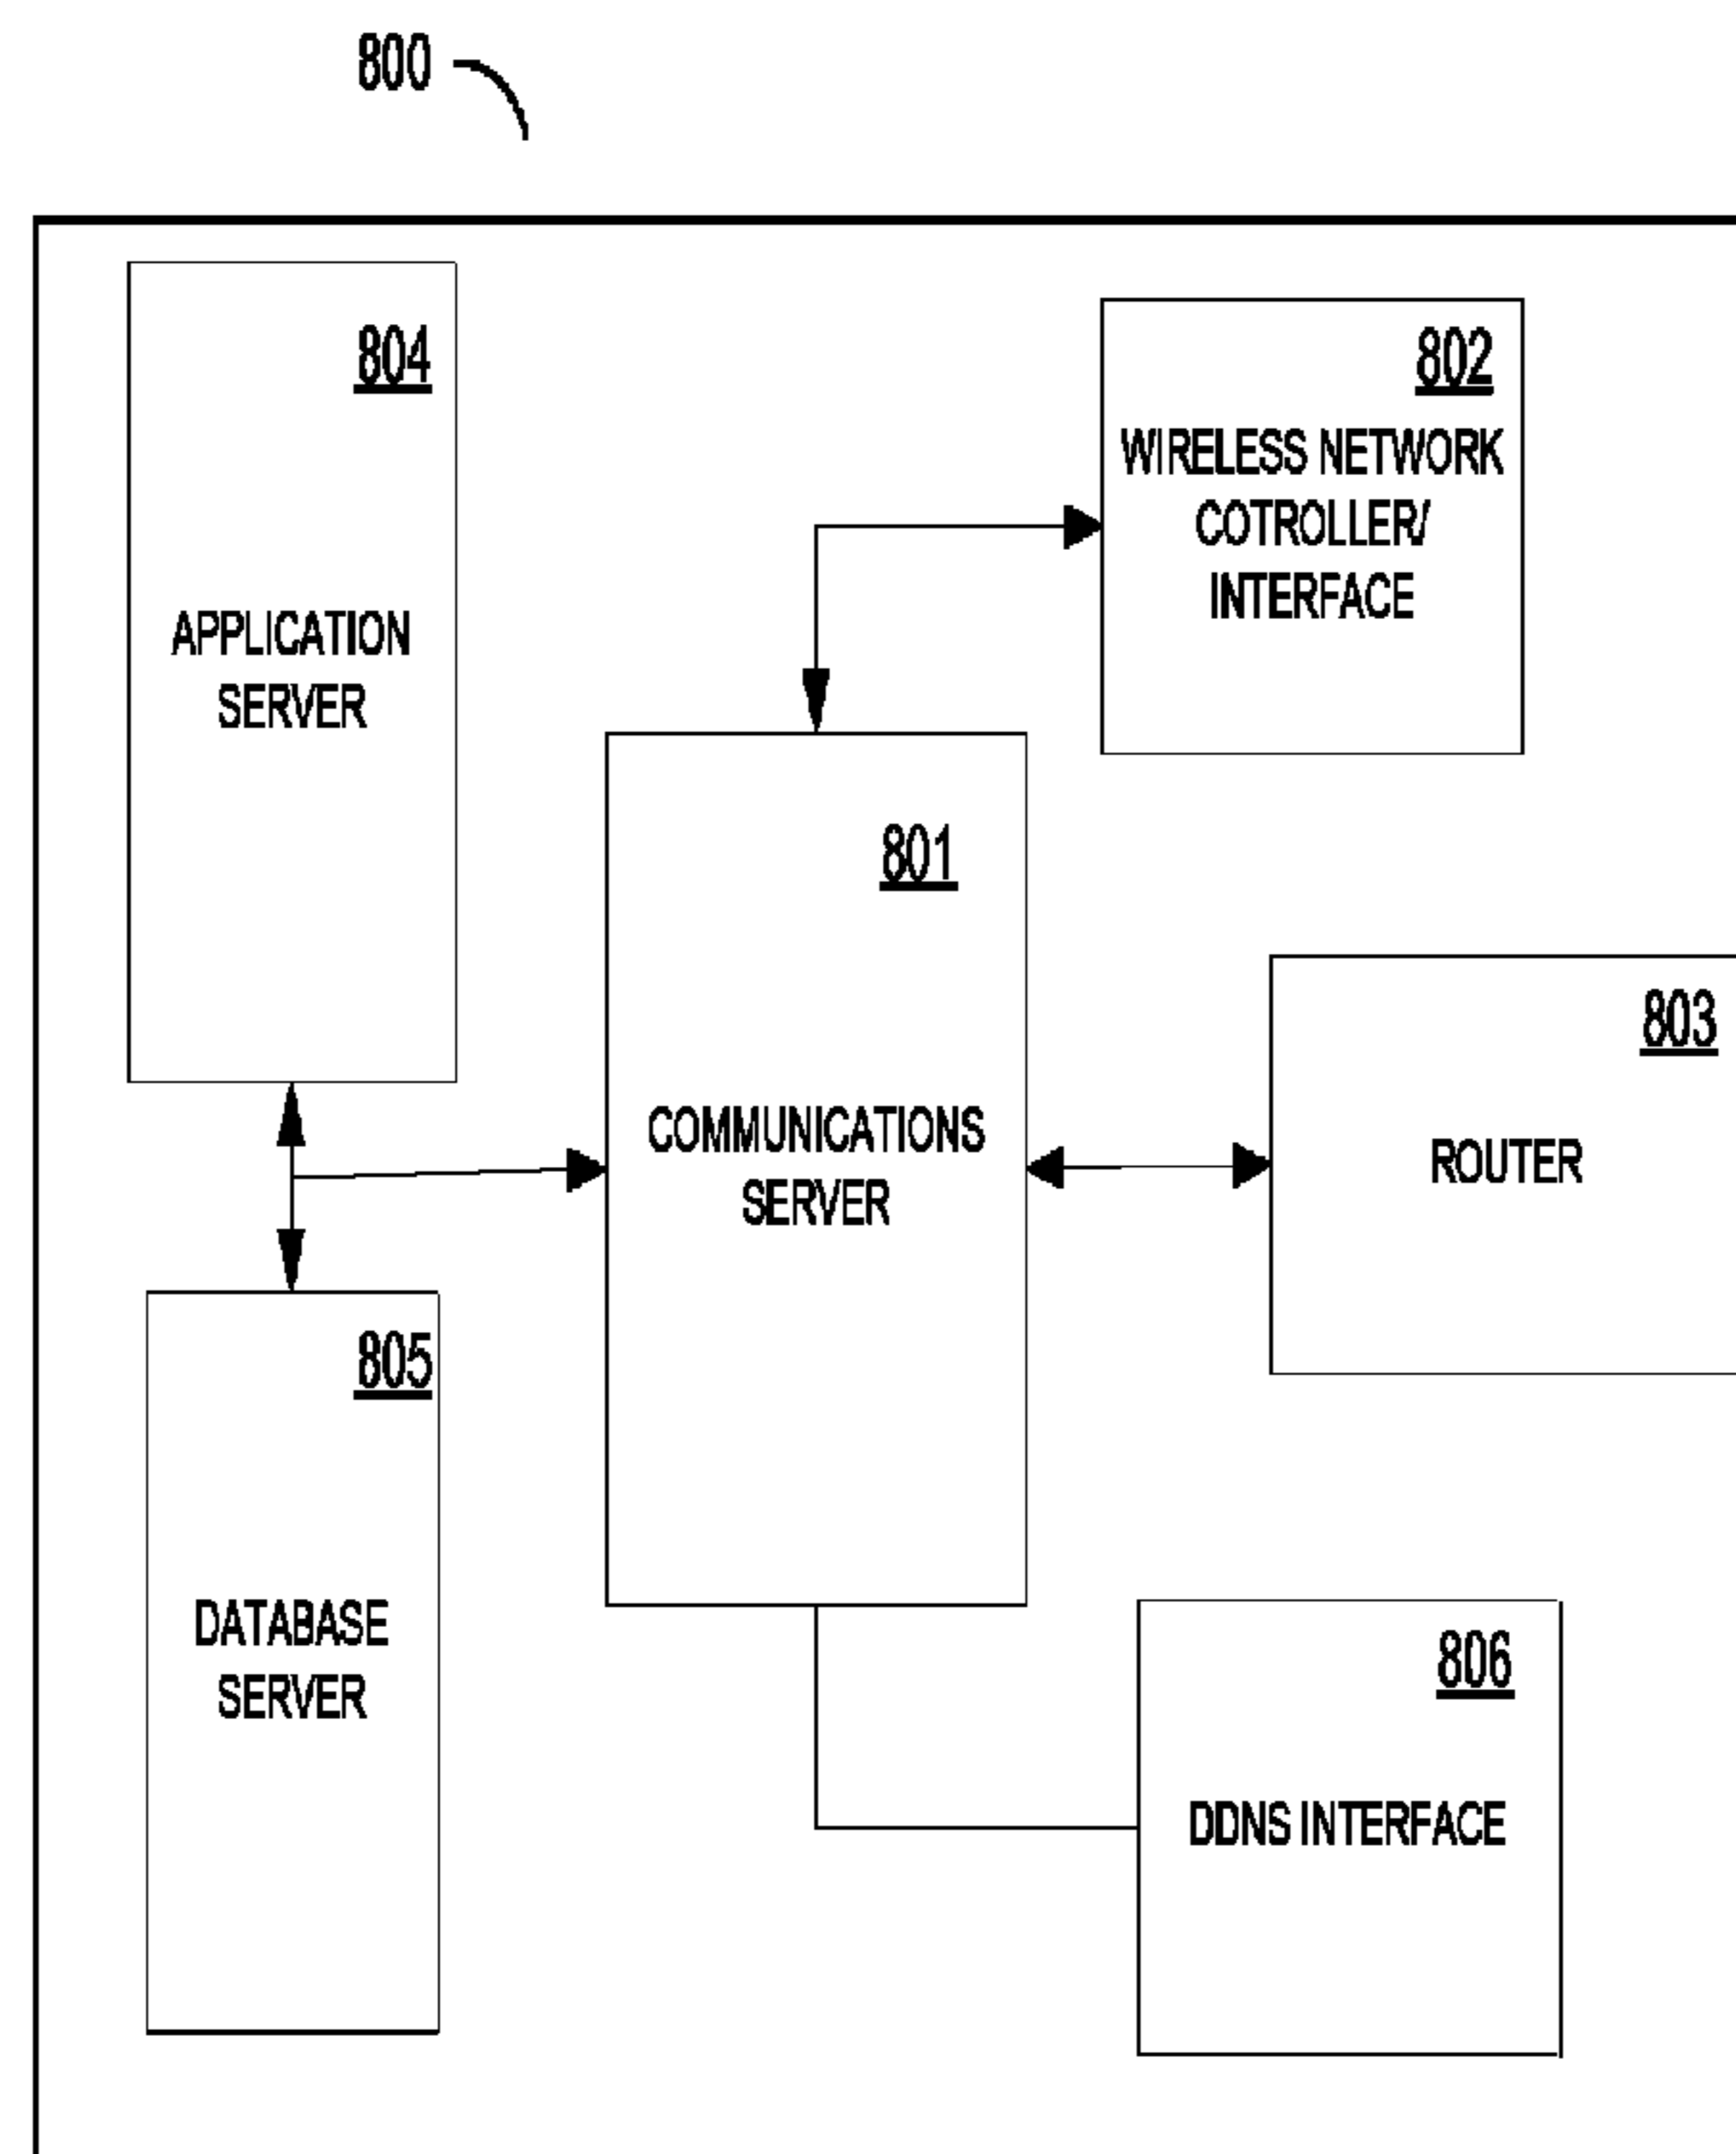 800
804
APPLICATION
SERVER
802
WIRELESS NETWORK
COTROLLER/
INTERFACE
801
COMMUNICATIONS
SERVER
803
ROUTER
805
DATABASE
SERVER
806
DDNS INTERFACE